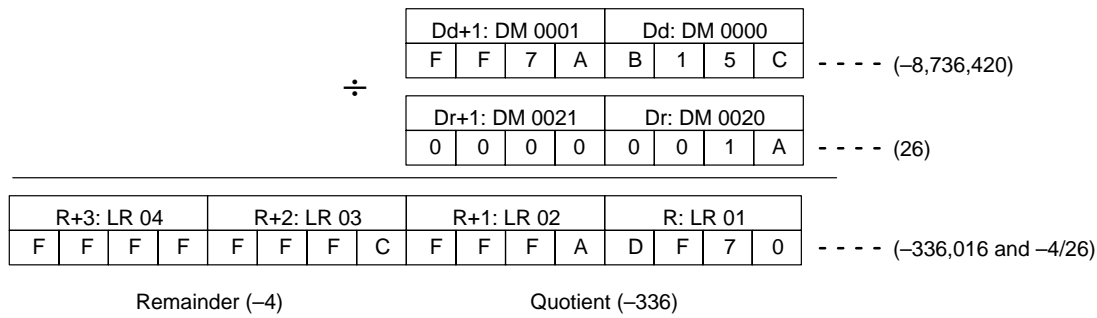 Dd+1: DM 0001 Dd: DM 0000
F F 7 A B 1 5 C - - - - (–8,736,420)
÷
Dr+1: DM 0021 Dr: DM 0020
0 0 0 0 0 0 1 A - - - - (26)
R+3: LR 04 R+2: LR 03 R+1: LR 02 R: LR 01
F F F F F F F C F F F A D F 7 0 - - - - (–336,016 and –4/26)
Remainder (–4) Quotient (–336)